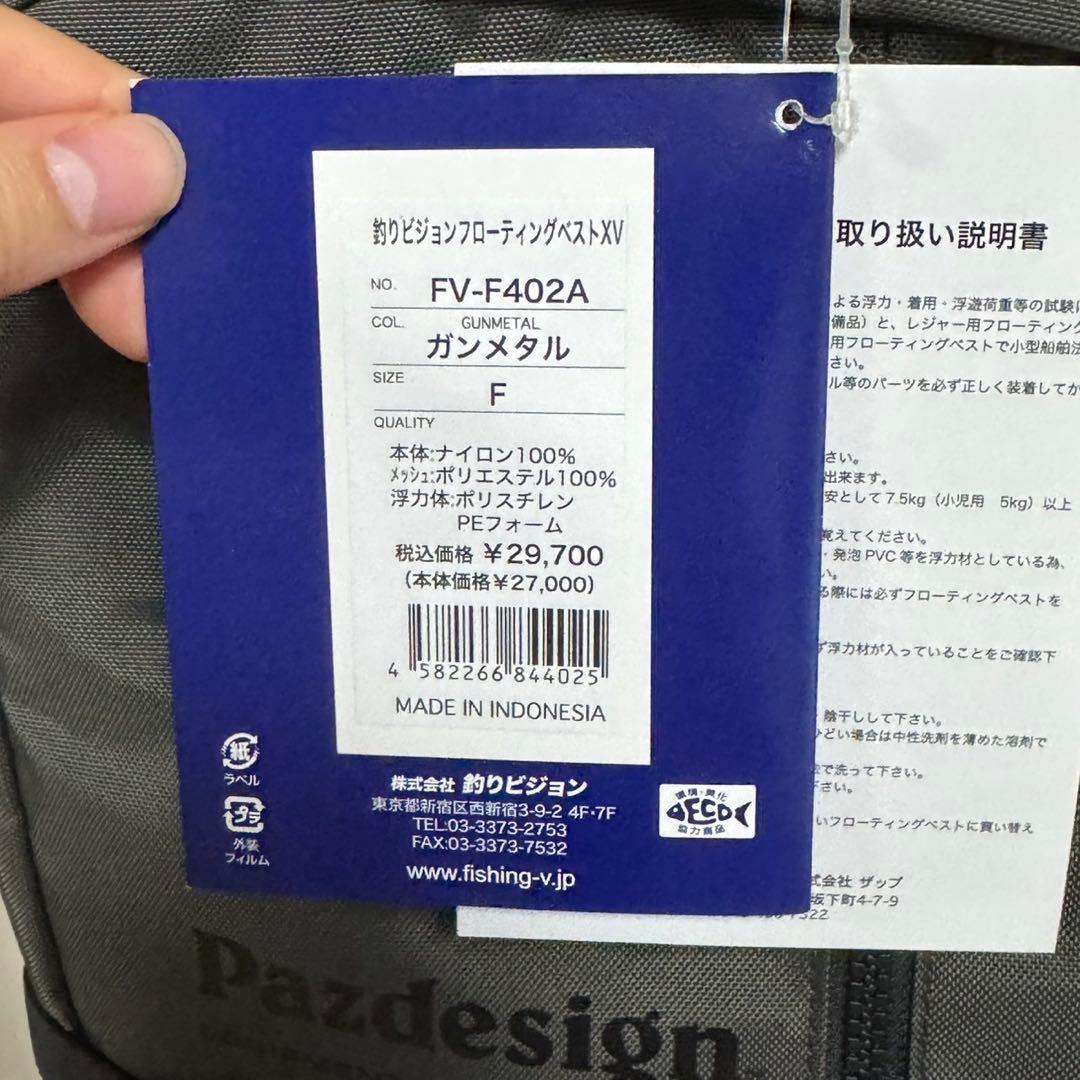 釣りビジョンフローティングベストXV
NO. FV-F402A
COL. GUNMETAL
ガンメタル
SIZE
F
QUALITY
本体:ナイロン100%
メッシュ:ポリエステル100%
浮力体:ポリスチレン
PEフォーム
税込価格 ¥29,700
(本体価格¥27,000)
4 582266 844025
MADE IN INDONESIA
紙
ラベル
プラ
外装
フィルム
株式会社 釣りビジョン
東京都新宿区西新宿3-9-2 4F・7F
TEL:03-3373-2753
FAX:03-3373-7532
www.fishing-v.jp
環境・美化
ECO
協力商品
取り扱い説明書
よる浮力・着用・浮遊荷重等の試験
備品)と、レジャー用フローティング
用フローティングベストで小型船舶法
さい。
ル等のパーツを必ず正しく装着してか
さい。
出来ます。
安として7.5kg(小児用 5kg)以上
覚えてください。
・発泡PVC等を浮力材としている為、
い。
る際には必ずフローティングベストを
ず浮力材が入っていることをご確認下
陰干しして下さい。
ひどい場合は中性洗剤を薄めた溶剤で
で洗って下さい。
さい。
いフローティングベストに買い替え
式会社 ザップ
坂下町4-7-9
Pazdesign